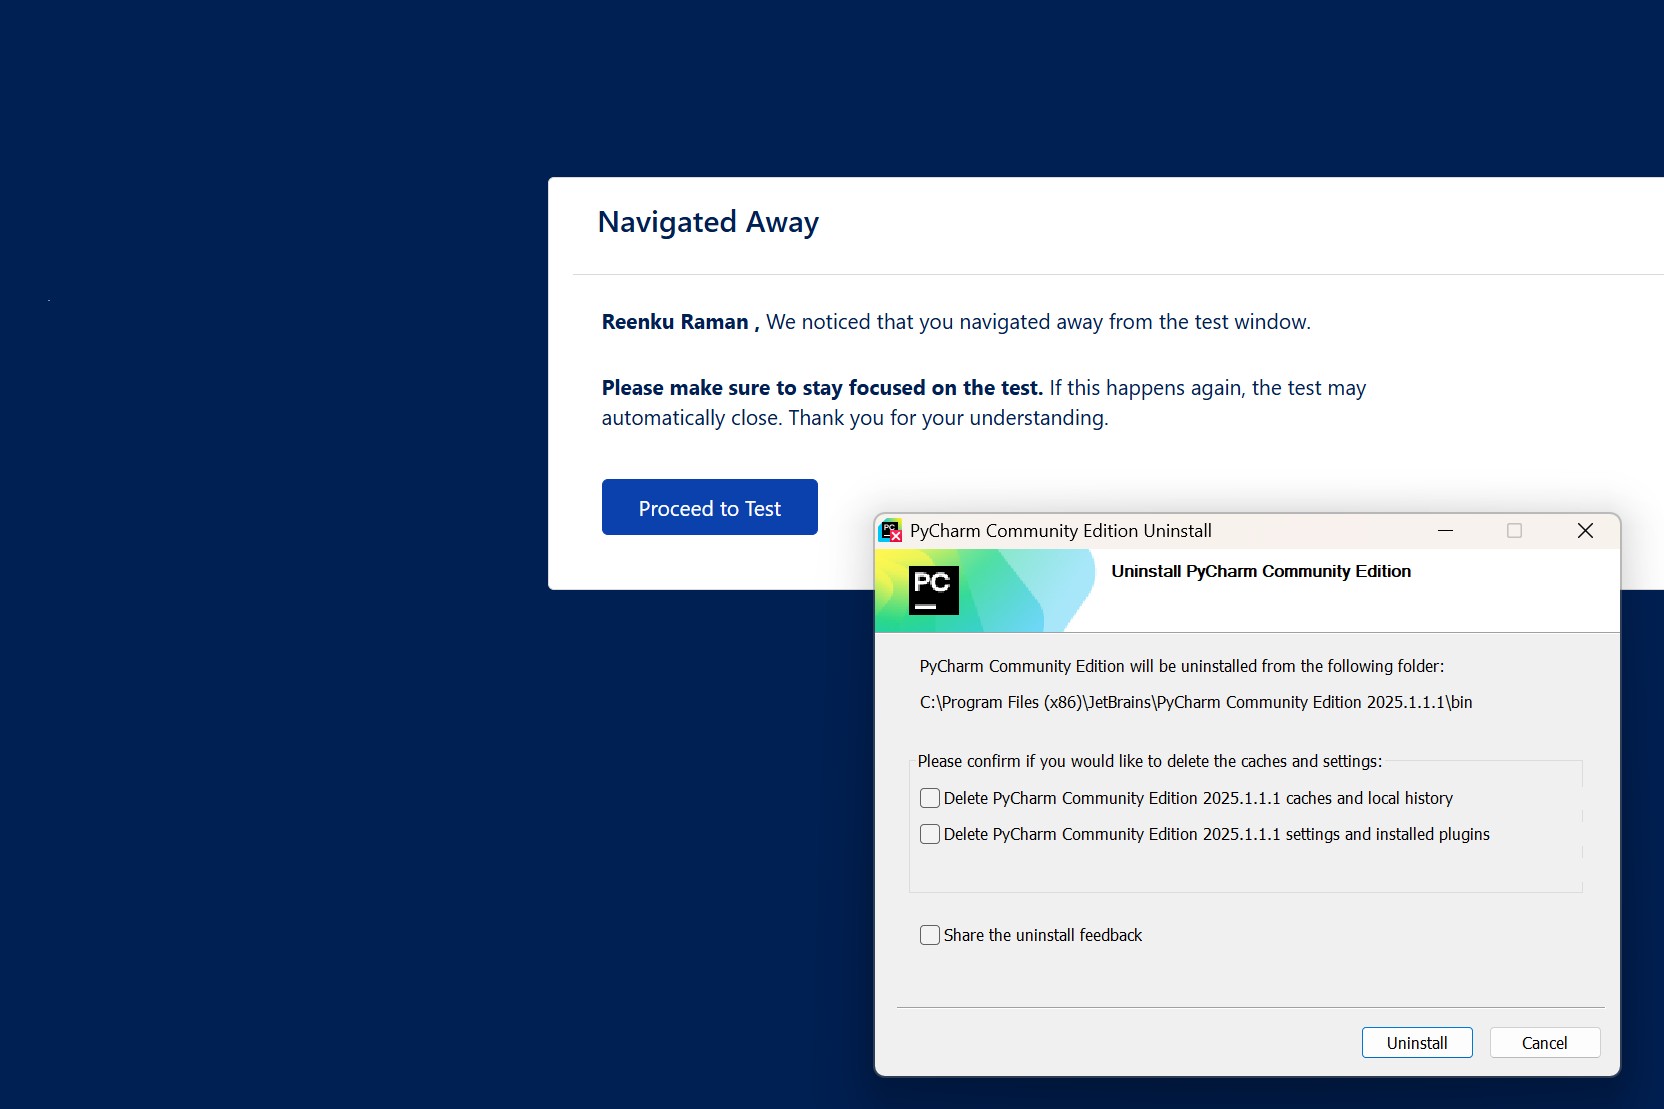 Navigated Away
Reenku Raman , We noticed that you navigated away from the test window.
Please make sure to stay focused on the test. If this happens again, the test may
automatically close. Thank you for your understanding.
Proceed to Test
PC PyCharm Community Edition Uninstall
PC
Uninstall PyCharm Community Edition
PyCharm Community Edition will be uninstalled from the following folder:
C:\Program Files (x86)\JetBrains\PyCharm Community Edition 2025.1.1.1\bin
Please confirm if you would like to delete the caches and settings:
Delete PyCharm Community Edition 2025.1.1.1 caches and local history
Delete PyCharm Community Edition 2025.1.1.1 settings and installed plugins
Share the uninstall feedback
Uninstall Cancel